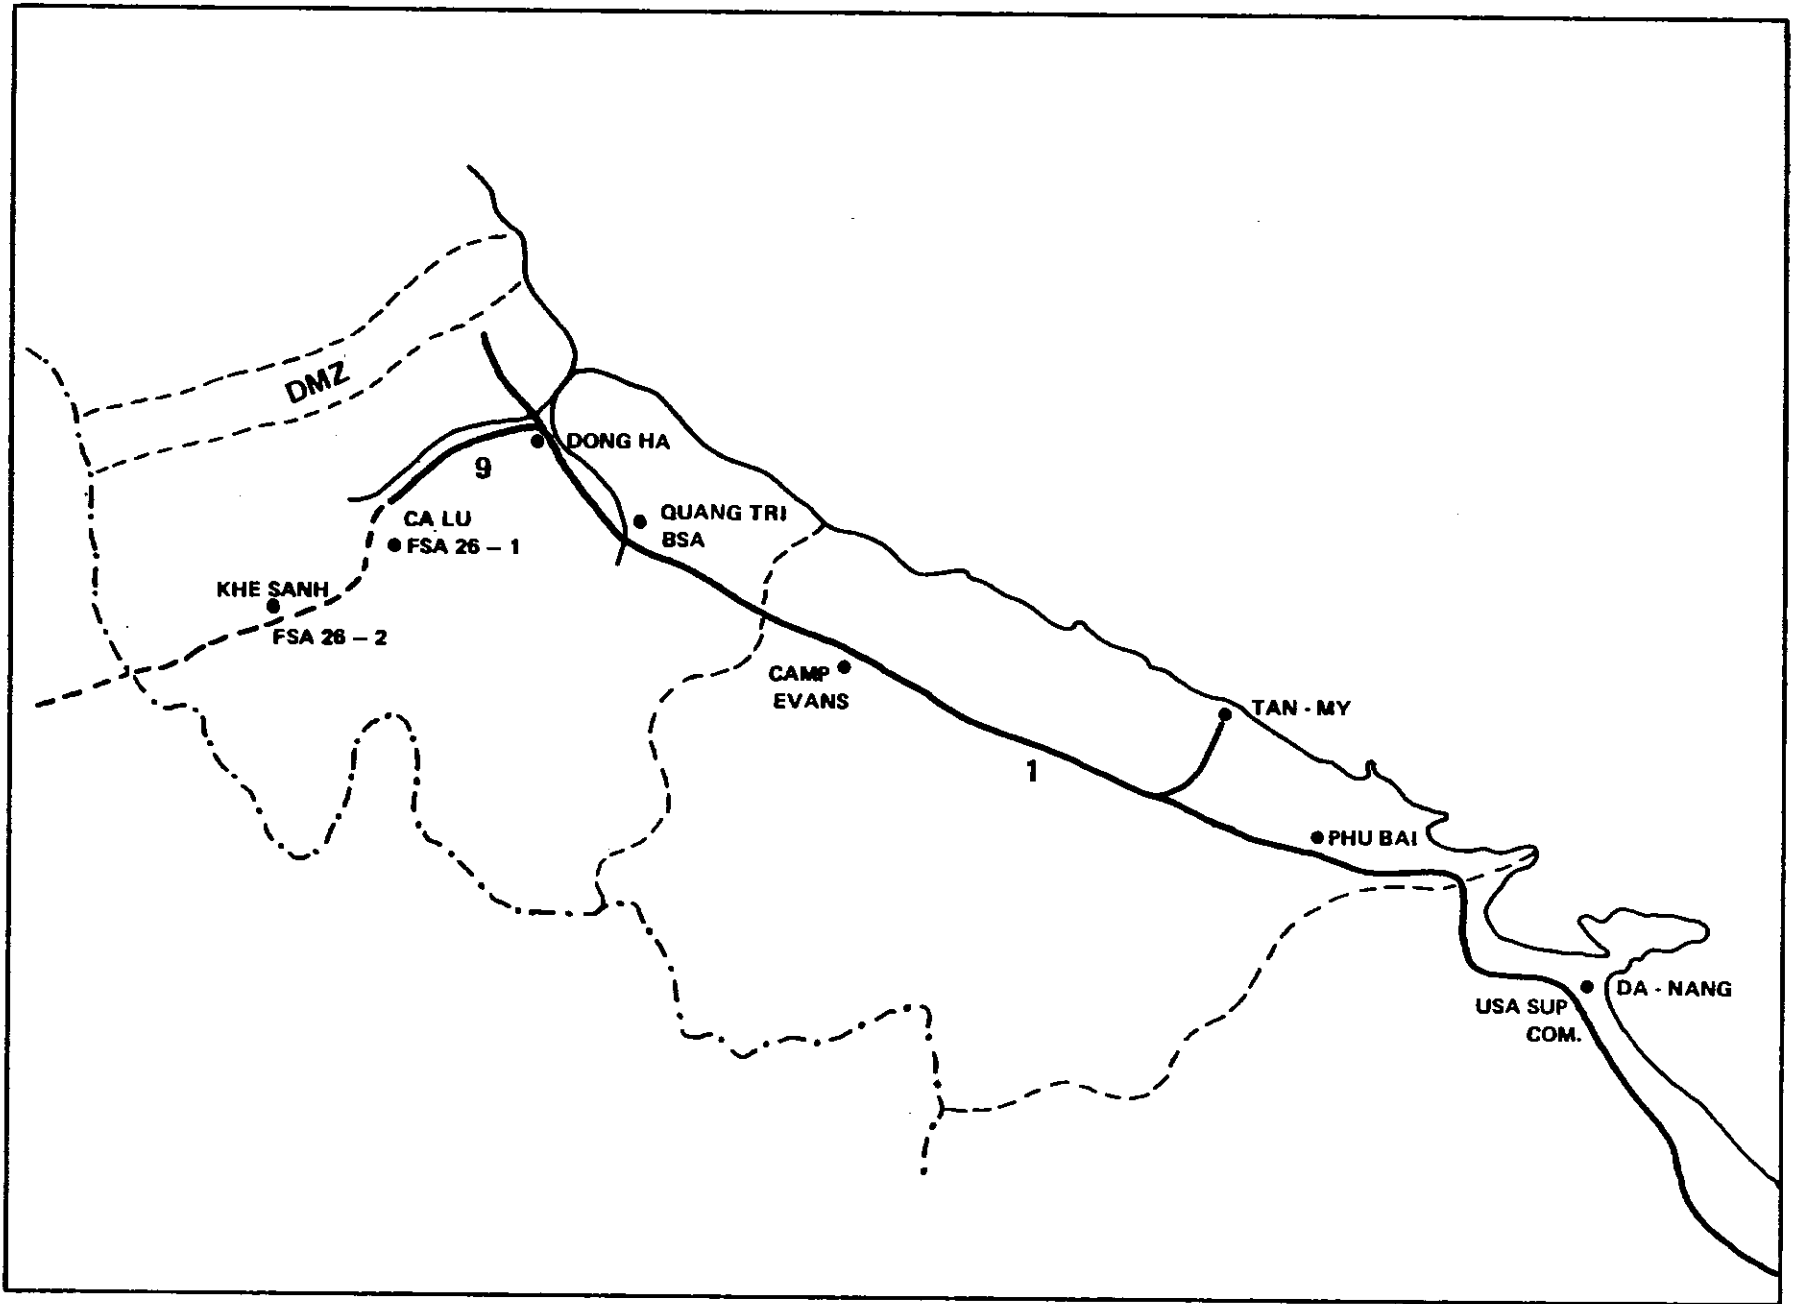 DMZ
DONG HA
9
QUANG TRI
BSA
CA LU
FSA 26 – 1
KHE SANH
FSA 26 – 2
CAMP
EVANS
TAN - MY
1
PHU BAI
DA - NANG
USA SUP
COM.